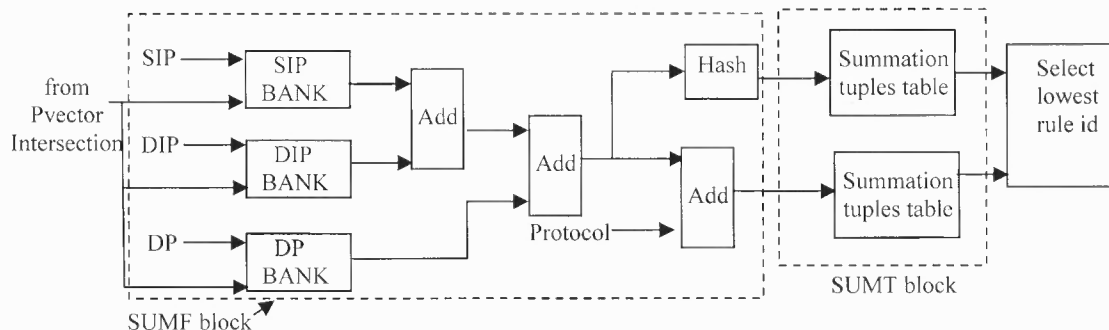 from
Pvector
Intersection
SIP
SIP
BANK
DIP
DIP
BANK
DP
DP
BANK
Add
Add
Protocol
Hash
Add
Summation
tuples table
Summation
tuples table
Select
lowest
rule id
SUMF block
SUMT block